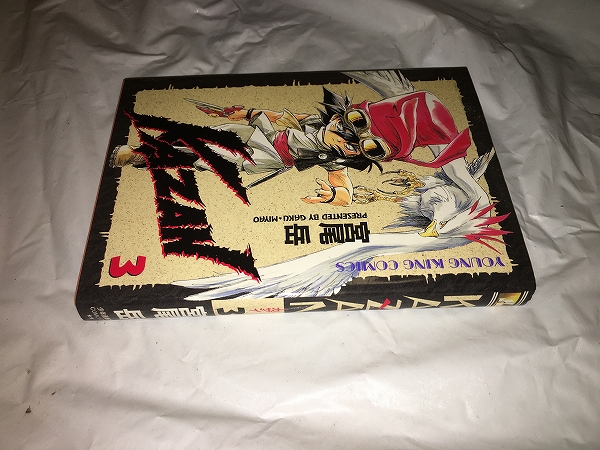 YOUNG KING COMICS
KAZAN
3
宮尾 岳
PRESENTED BY GAKU・MIYAO
KAZAN
3
宮尾 岳